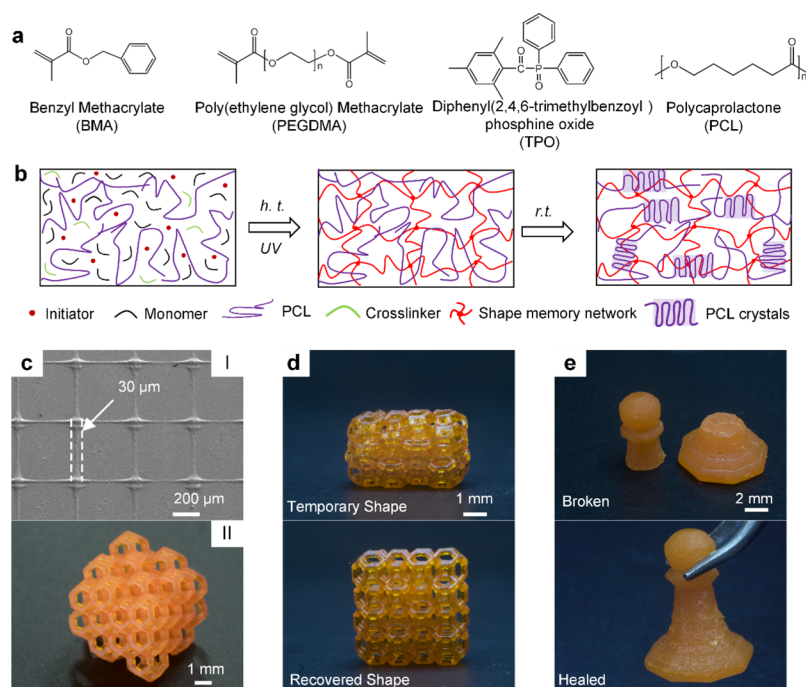 a
O
O
O
O
n
O
O
C
O
P
O
O
O
n
Benzyl Methacrylate
(BMA)
Poly(ethylene glycol) Methacrylate
(PEGDMA)
Diphenyl(2,4,6-trimethylbenzoyl )
phosphine oxide
(TPO)
Polycaprolactone
(PCL)
b
h. t.
UV
r.t.
Initiator
Monomer
PCL
Crosslinker
Shape memory network
PCL crystals
c
I
30 µm
200 µm
II
1 mm
d
Temporary Shape
1 mm
Recovered Shape
e
Broken
2 mm
Healed